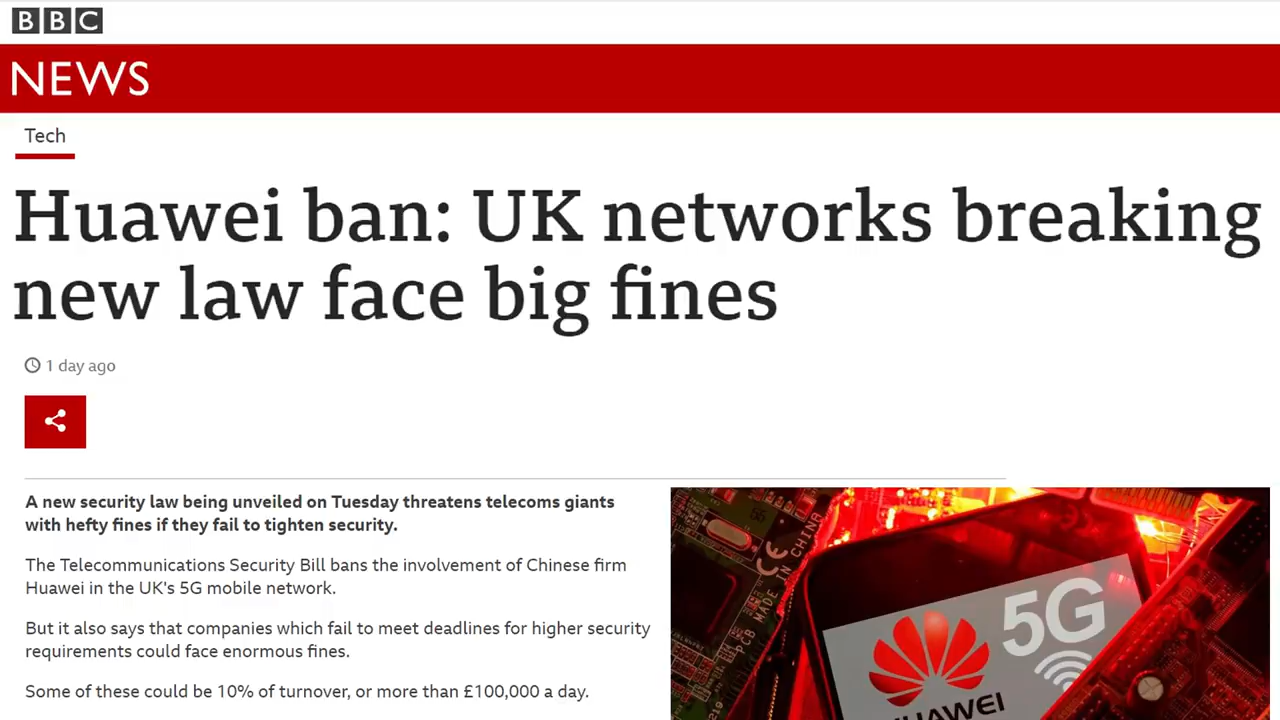 BBC
NEWS
Tech
Huawei ban: UK networks breaking
new law face big fines
1 day ago
A new security law being unveiled on Tuesday threatens telecoms giants
with hefty fines if they fail to tighten security.
The Telecommunications Security Bill bans the involvement of Chinese firm
Huawei in the UK's 5G mobile network.
But it also says that companies which fail to meet deadlines for higher security
requirements could face enormous fines.
Some of these could be 10% of turnover, or more than £100,000 a day.
PCB MADE IN CHINA
5G
HUAWEI